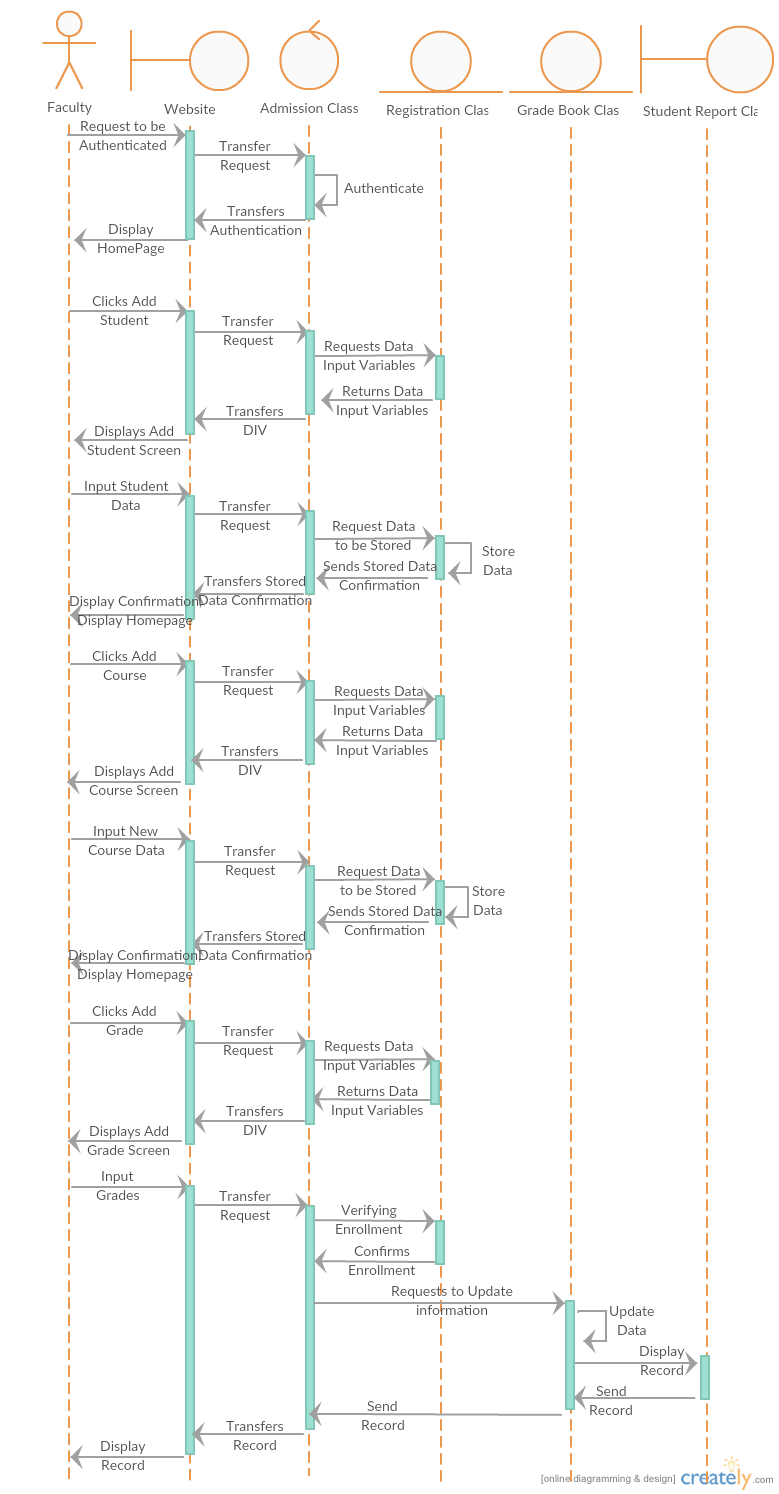 Faculty
Website
Admission Class
Registration Clas
Grade Book Clas
Student Report Cla
Request to be
Authenticated
Transfer
Request
Authenticate
Transfers
Authentication
Display
HomePage
Clicks Add
Student
Transfer
Request
Requests Data
Input Variables
Returns Data
Input Variables
Transfers
DIV
Displays Add
Student Screen
Input Student
Data
Transfer
Request
Request Data
to be Stored
Store
Data
Sends Stored Data
Confirmation
Transfers Stored
Data Confirmation
Display Confirmation,
Display Homepage
Clicks Add
Course
Transfer
Request
Requests Data
Input Variables
Returns Data
Input Variables
Transfers
DIV
Displays Add
Course Screen
Input New
Course Data
Transfer
Request
Request Data
to be Stored
Store
Data
Sends Stored Data
Confirmation
Transfers Stored
Data Confirmation
Display Confirmation,
Display Homepage
Clicks Add
Grade
Transfer
Request
Requests Data
Input Variables
Returns Data
Input Variables
Transfers
DIV
Displays Add
Grade Screen
Input
Grades
Transfer
Request
Verifying
Enrollment
Confirms
Enrollment
Requests to Update
information
Update
Data
Display
Record
Send
Record
Send
Record
Transfers
Record
Display
Record
[online diagramming & design] creately.com